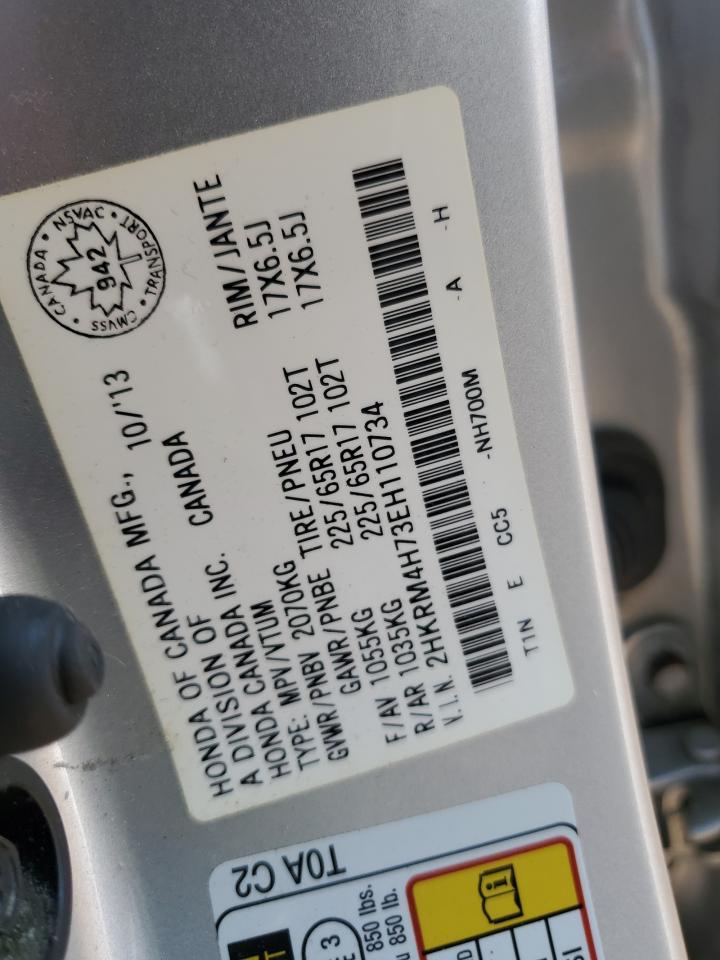 HONDA OF CANADA MFG., 10/'13
A DIVISION OF
HONDA CANADA INC. CANADA
TYPE: MPV/VTUM
GVWR/PNBV 2070KG
GAWR/PNBE TIRE/PNEU RIM/JANTE
F/AV 1055KG 225/65R17 102T 17X6.5J
R/AR 1035KG 225/65R17 102T 17X6.5J
V.I.N. 2HKRM4H73EH110734
TIN E CC5 -NH700M -A -H
CANADA • NSVAC • TRANSPORT • CMVSS •
942
T0A C2
3
850 lbs.
850 lb.